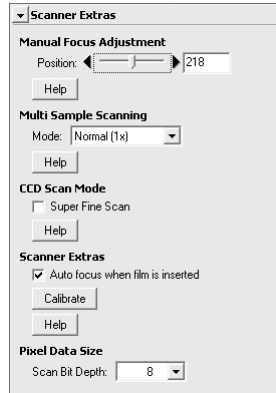 Scanner Extras
Manual Focus Adjustment
Position: 218
Help
Multi Sample Scanning
Mode: Normal (1x)
Help
CCD Scan Mode
Super Fine Scan
Help
Scanner Extras
Auto focus when film is inserted
Calibrate
Help
Pixel Data Size
Scan Bit Depth: 8